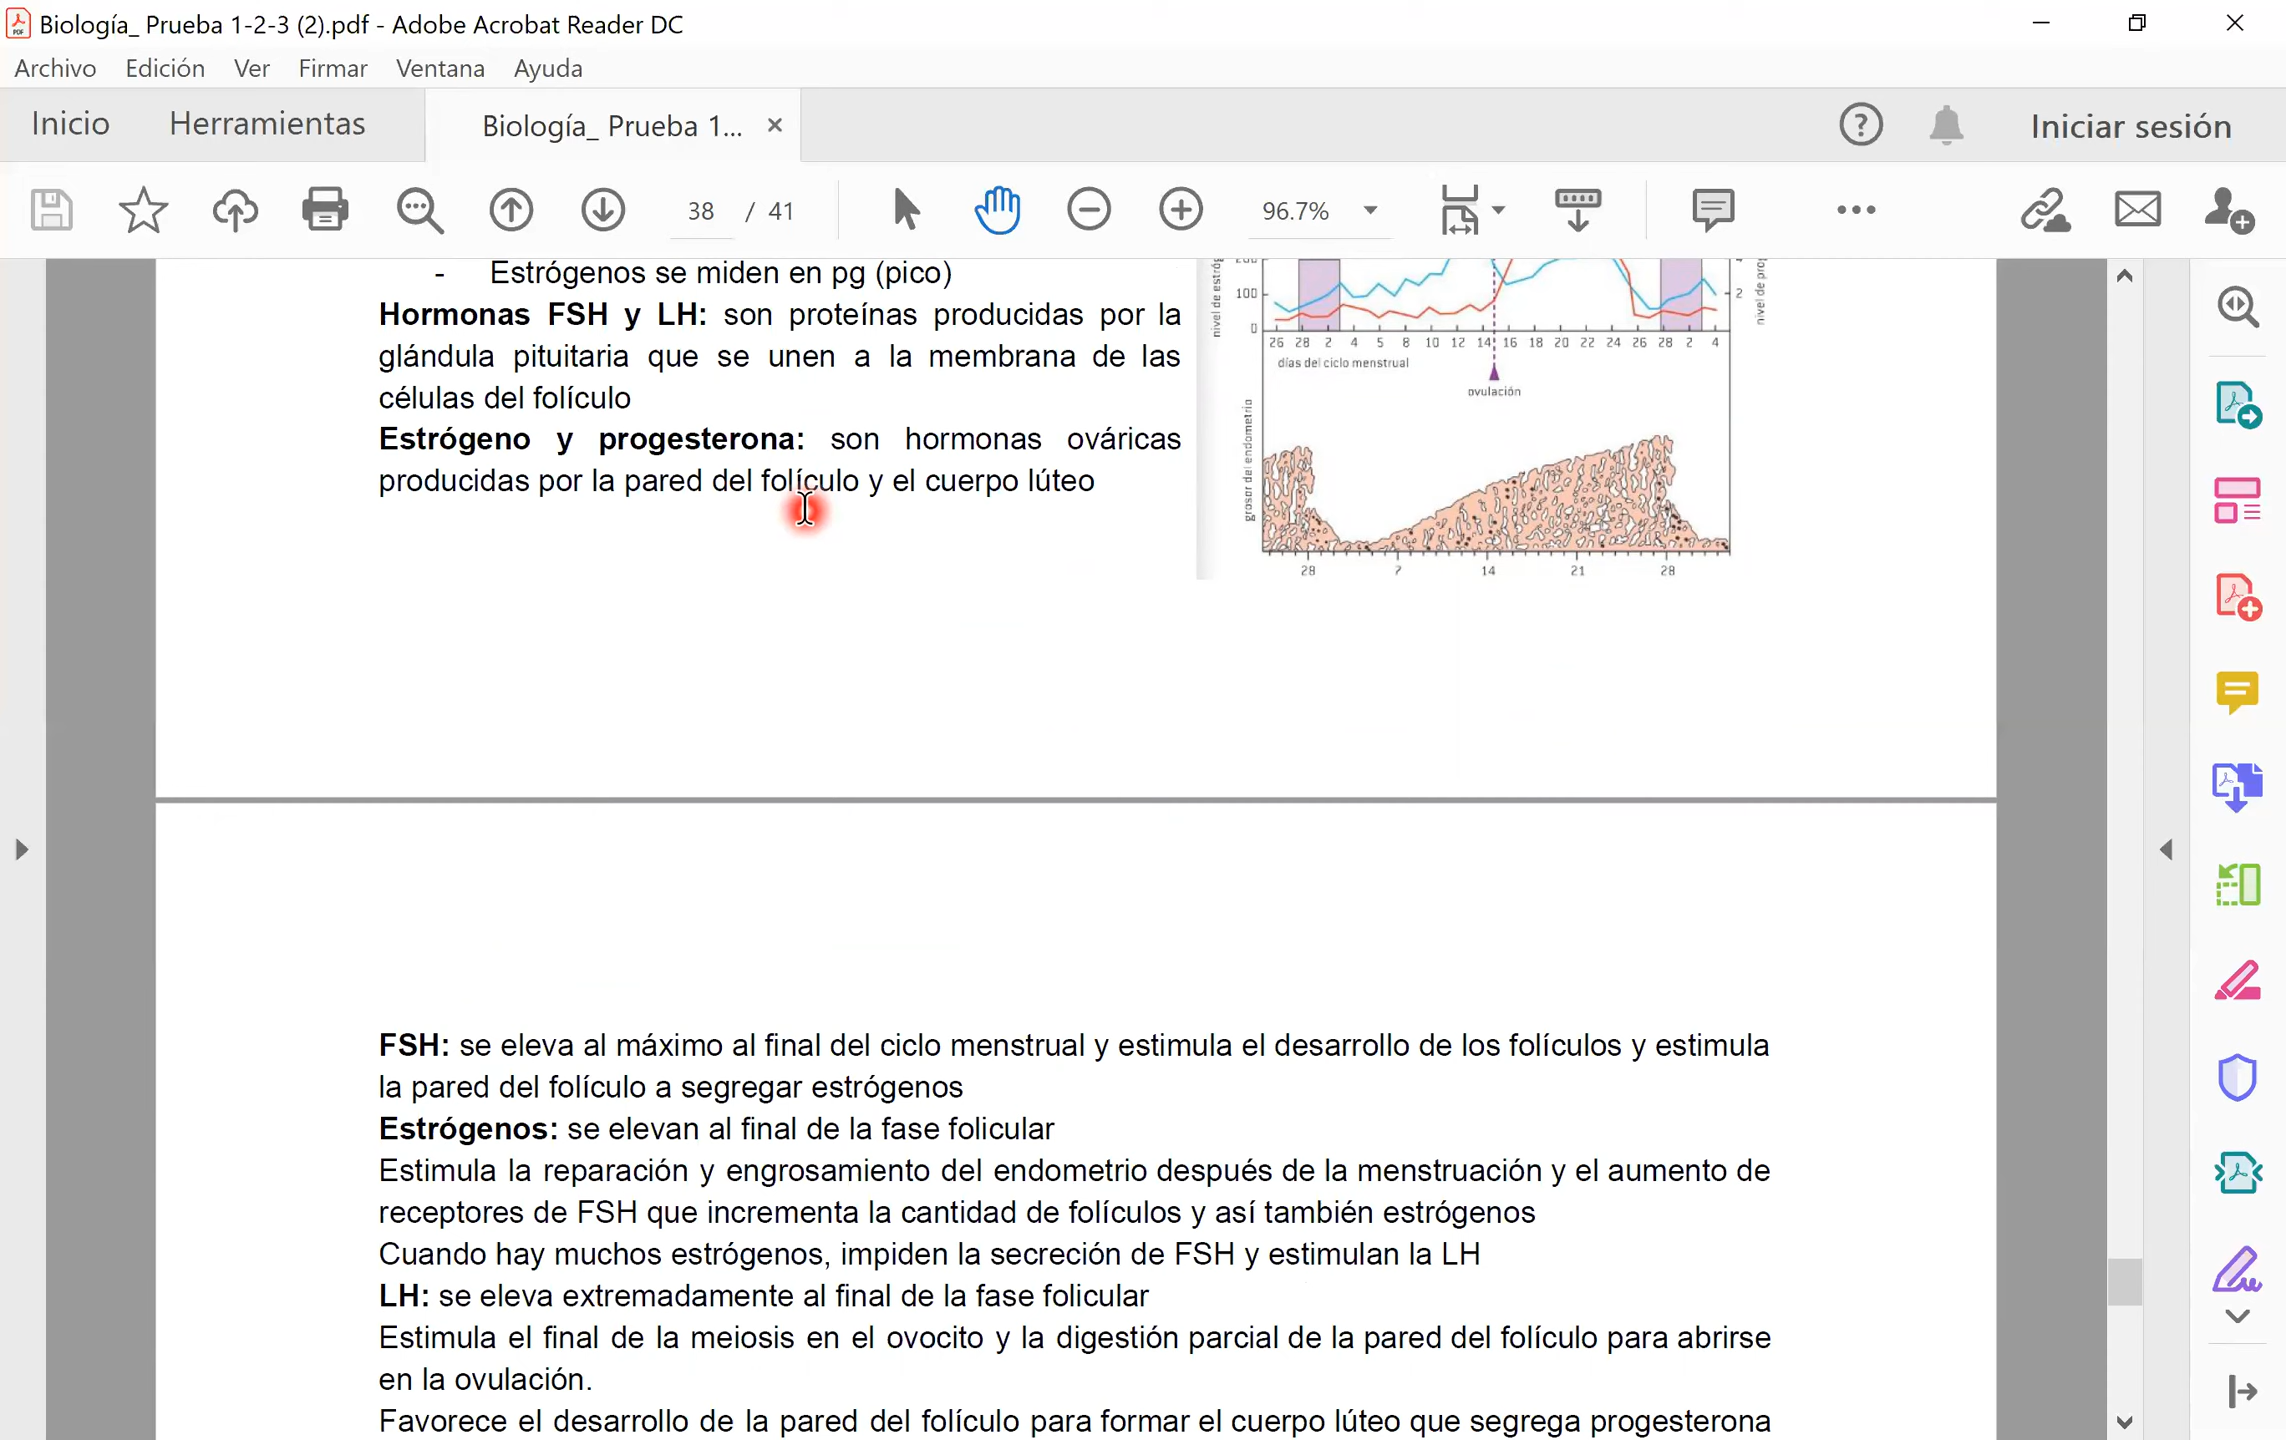 Biología_ Prueba 1-2-3 (2).pdf - Adobe Acrobat Reader DC
Archivo Edición Ver Firmar Ventana Ayuda
Inicio Herramientas Biología_ Prueba 1... Iniciar sesión
38 / 41 96.7%
- Estrógenos se miden en pg (pico)
Hormonas FSH y LH: son proteínas producidas por la
glándula pituitaria que se unen a la membrana de las
células del folículo
Estrógeno y progesterona: son hormonas ováricas
producidas por la pared del folículo y el cuerpo lúteo
nivel de
100
0
2
nivel de
26 28 2 4 5 8 10 12 14 16 18 20 22 24 26 28 2 4
días del ciclo menstrual
ovulación
grosor del endometrio
28 7 14 21 28
FSH: se eleva al máximo al final del ciclo menstrual y estimula el desarrollo de los folículos y estimula
la pared del folículo a segregar estrógenos
Estrógenos: se elevan al final de la fase folicular
Estimula la reparación y engrosamiento del endometrio después de la menstruación y el aumento de
receptores de FSH que incrementa la cantidad de folículos y así también estrógenos
Cuando hay muchos estrógenos, impiden la secreción de FSH y estimulan la LH
LH: se eleva extremadamente al final de la fase folicular
Estimula el final de la meiosis en el ovocito y la digestión parcial de la pared del folículo para abrirse
en la ovulación.
Favorece el desarrollo de la pared del folículo para formar el cuerpo lúteo que segrega progesterona